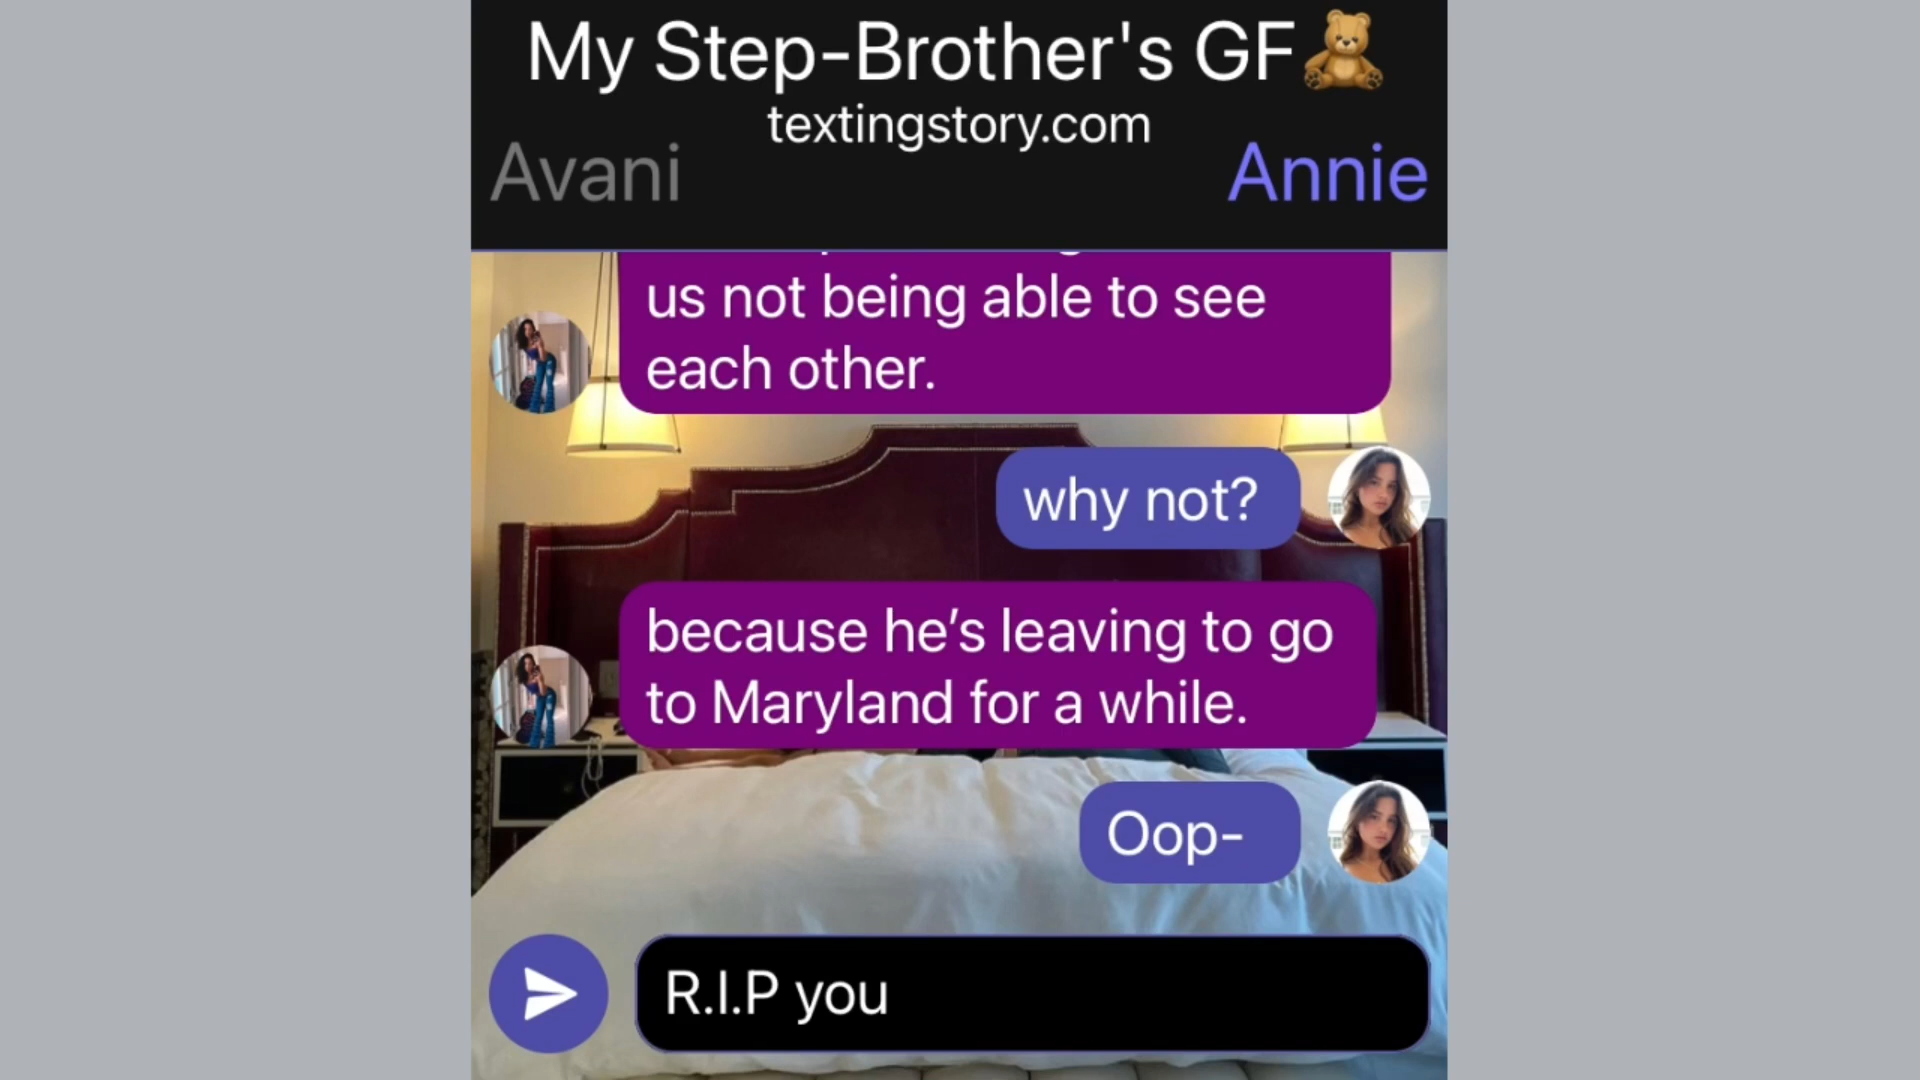 My Step-Brother's GF🧸
textingstory.com
Avani
Annie
us not being able to see
each other.
why not?
because he’s leaving to go
to Maryland for a while.
Oop-
R.I.P you